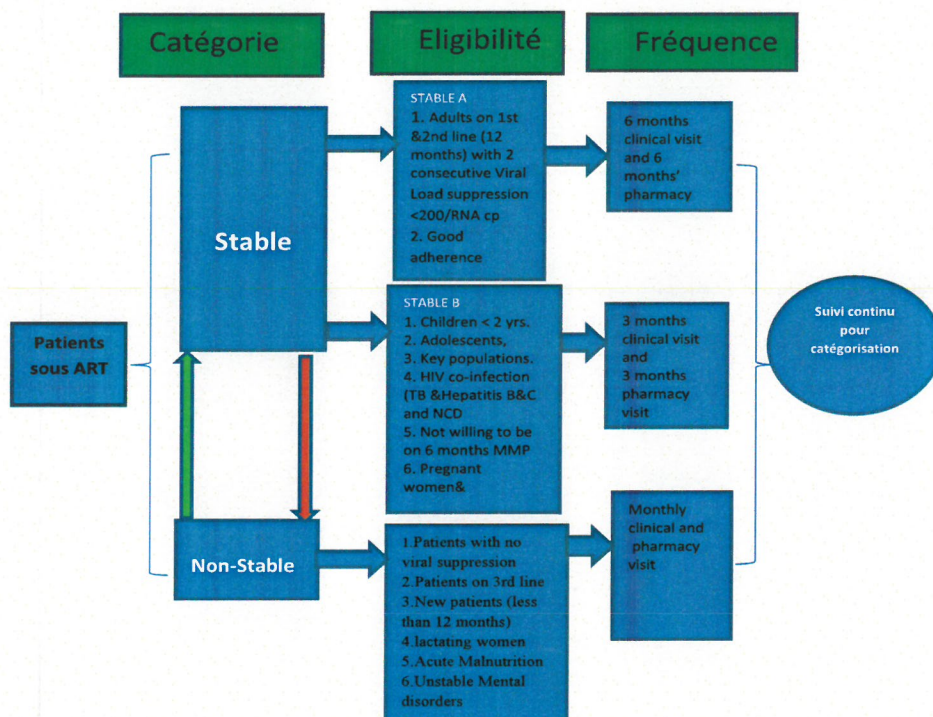 Catégorie
Eligibilité
Fréquence
Patients
sous ART
Stable
STABLE A
1. Adults on 1st
&2nd line (12
months) with 2
consecutive Viral
Load suppression
<200/RNA cp
2. Good
adherence
6 months
clinical visit
and 6
months'
pharmacy
STABLE B
1. Children < 2 yrs.
2. Adolescents,
3. Key populations.
4. HIV co-infection
(TB &Hepatitis B&C
and NCD
5. Not willing to be
on 6 months MMP
6. Pregnant
women&
3 months
clinical visit
and
3 months
pharmacy
visit
Non-Stable
1.Patients with no
viral suppression
2.Patients on 3rd line
3.New patients (less
than 12 months)
4.lactating women
5.Acute Malnutrition
6.Unstable Mental
disorders
Monthly
clinical and
pharmacy
visit
Suivi continu
pour
catégorisation